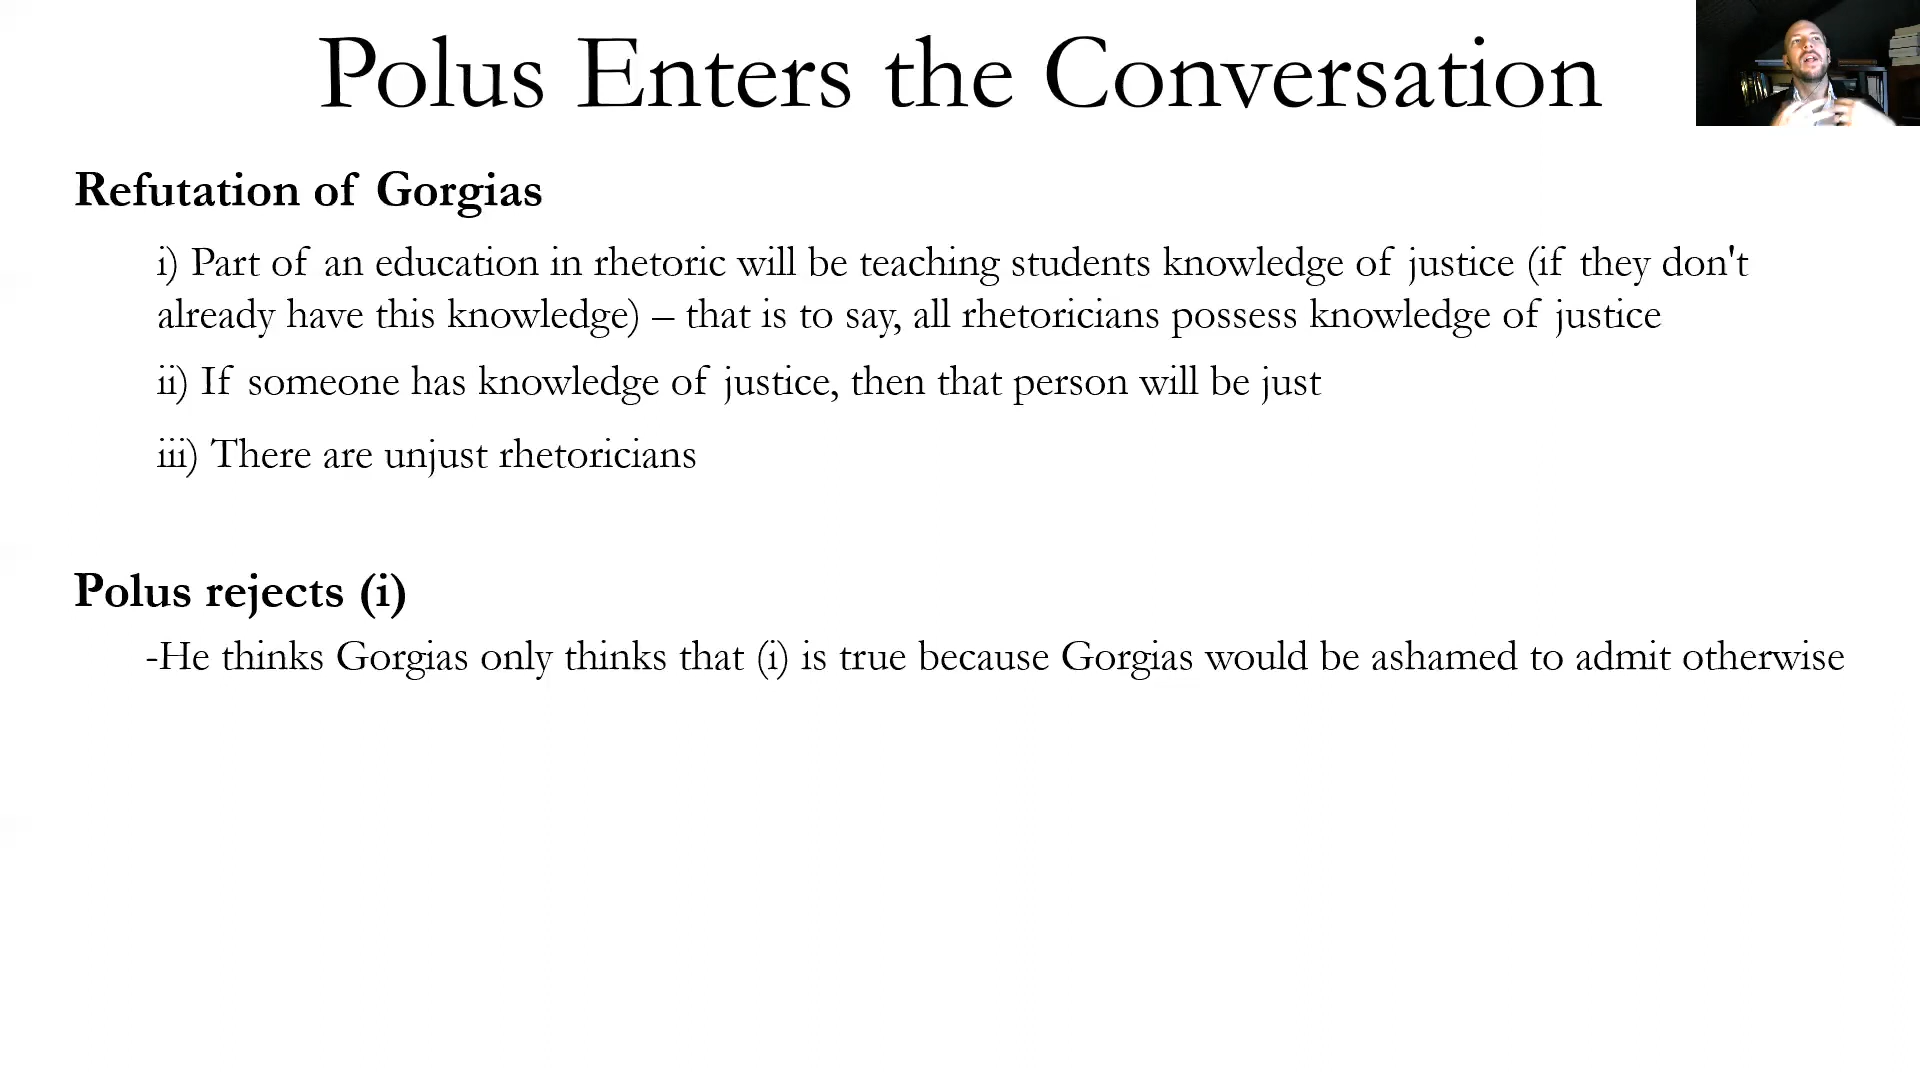 Polus Enters the Conversation
Refutation of Gorgias
i) Part of an education in rhetoric will be teaching students knowledge of justice (if they don't
already have this knowledge) – that is to say, all rhetoricians possess knowledge of justice
ii) If someone has knowledge of justice, then that person will be just
iii) There are unjust rhetoricians
Polus rejects (i)
-He thinks Gorgias only thinks that (i) is true because Gorgias would be ashamed to admit otherwise